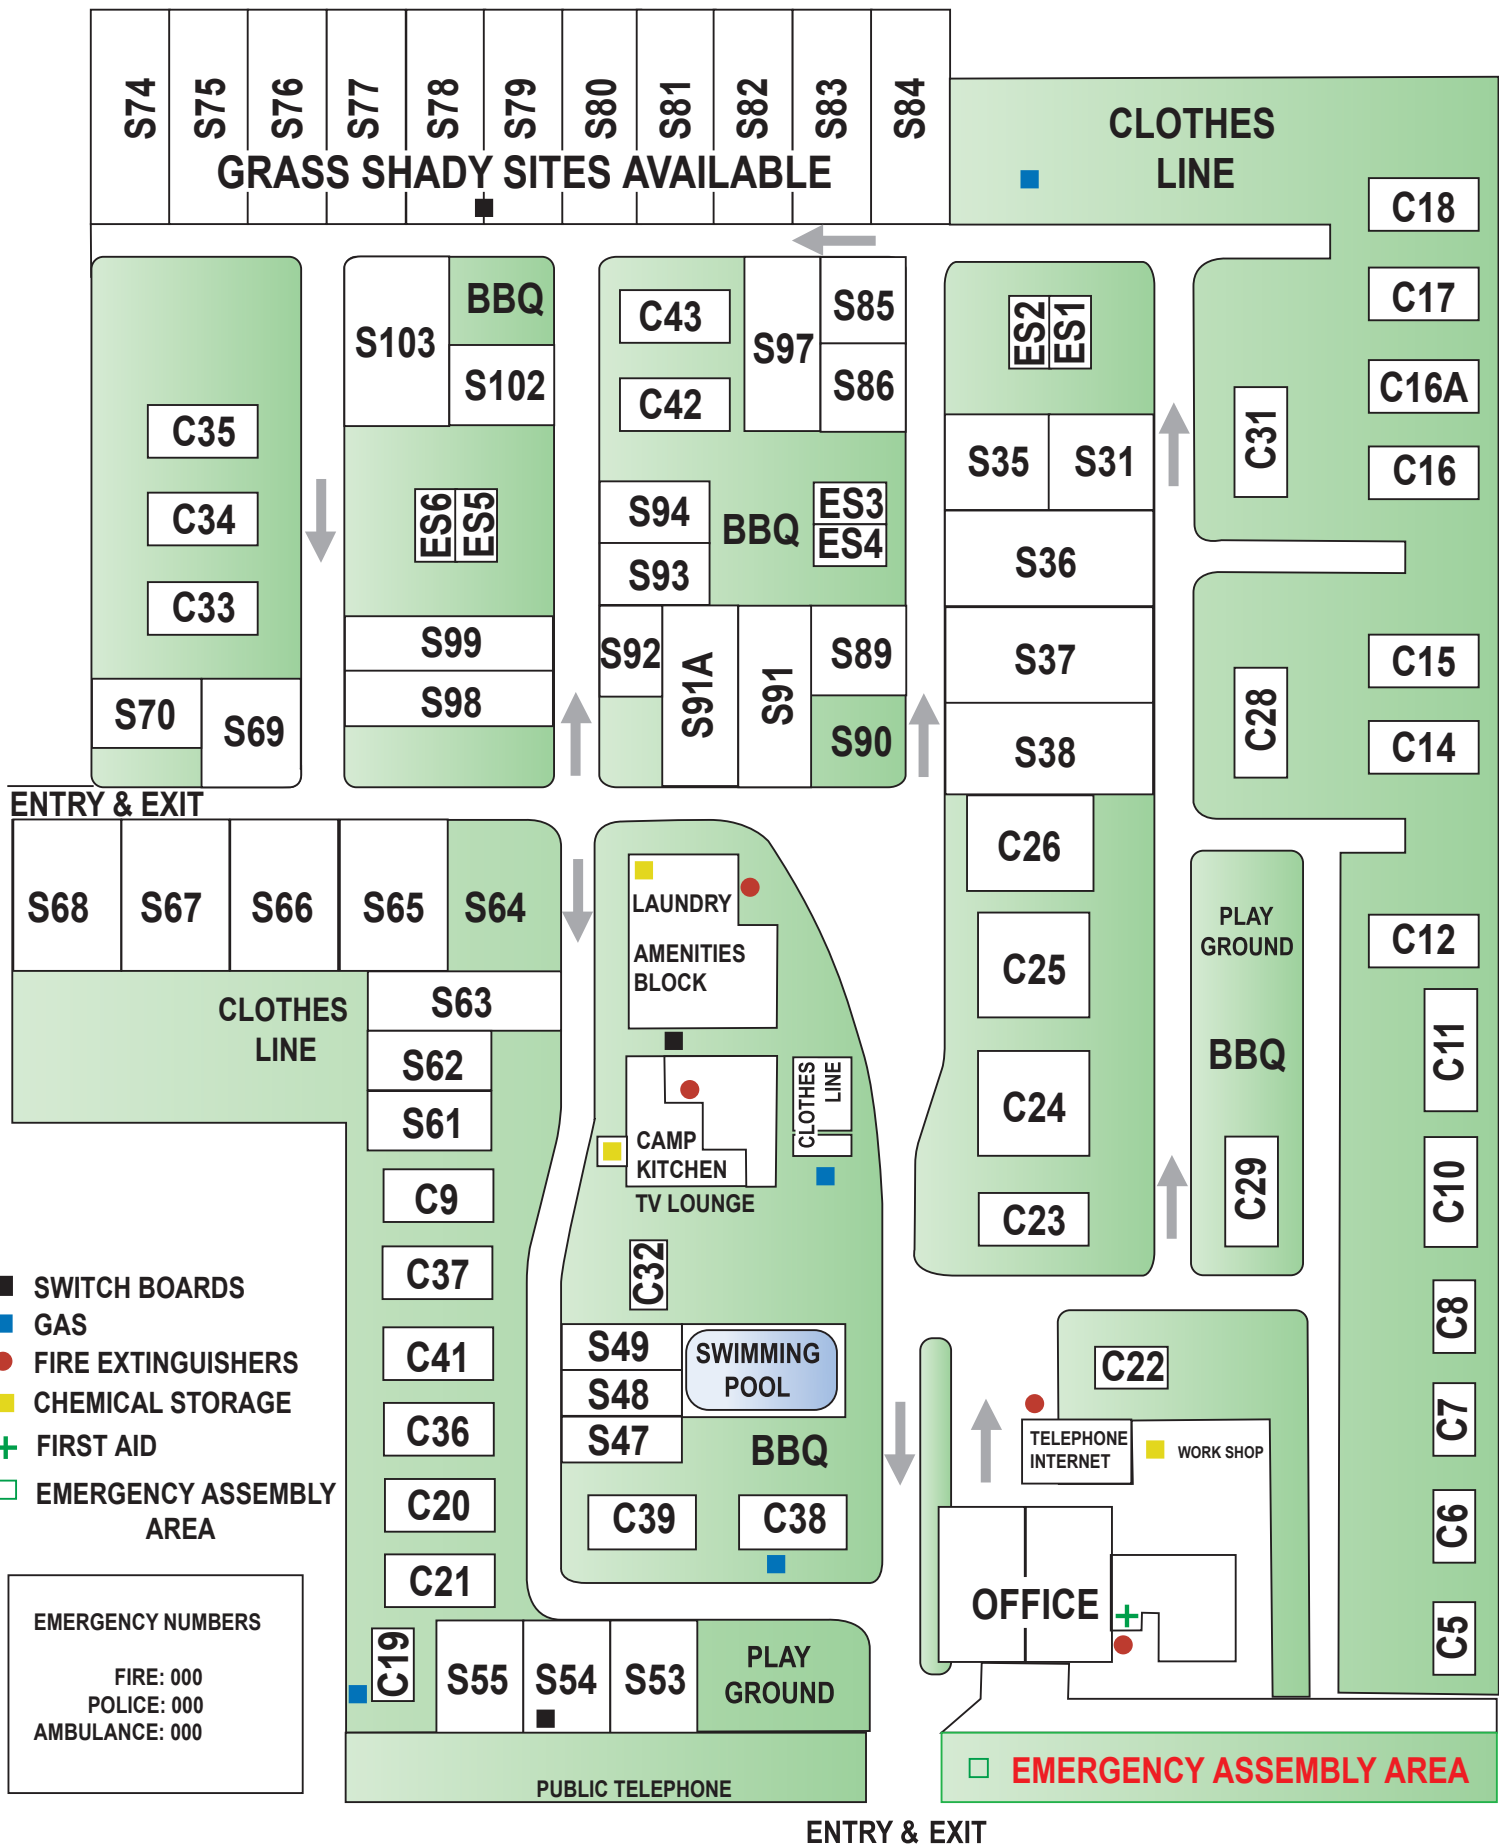 S74
S75
S76
S77
S78
S79
S80
S81
S82
S83
S84
GRASS SHADY SITES AVAILABLE
CLOTHES
LINE
C18
C17
C16A
C16
C15
C14
C12
C11
C10
C8
C7
C6
C5
C35
C34
C33
S70
S69
S103
BBQ
S102
ES6
ES5
S99
S98
C43
C42
S97
S85
S86
S94
S93
BBQ
ES3
ES4
S92
S91A
S91
S89
S90
ES2
ES1
S35
S31
S36
S37
S38
C26
C25
C24
C23
C31
C28
PLAY
GROUND
BBQ
C29
ENTRY & EXIT
S68
S67
S66
S65
S64
CLOTHES
LINE
S63
S62
S61
C9
C37
C41
C36
C20
C21
C19
S55
S54
S53
PLAY
GROUND
PUBLIC TELEPHONE
LAUNDRY
AMENITIES
BLOCK
CAMP
KITCHEN
TV LOUNGE
CLOTHES
LINE
C32
S49
S48
S47
SWIMMING
POOL
BBQ
C39
C38
C22
TELEPHONE
INTERNET
WORK SHOP
OFFICE
SWITCH BOARDS
GAS
FIRE EXTINGUISHERS
CHEMICAL STORAGE
FIRST AID
EMERGENCY ASSEMBLY
AREA
EMERGENCY NUMBERS
FIRE: 000
POLICE: 000
AMBULANCE: 000
EMERGENCY ASSEMBLY AREA
ENTRY & EXIT